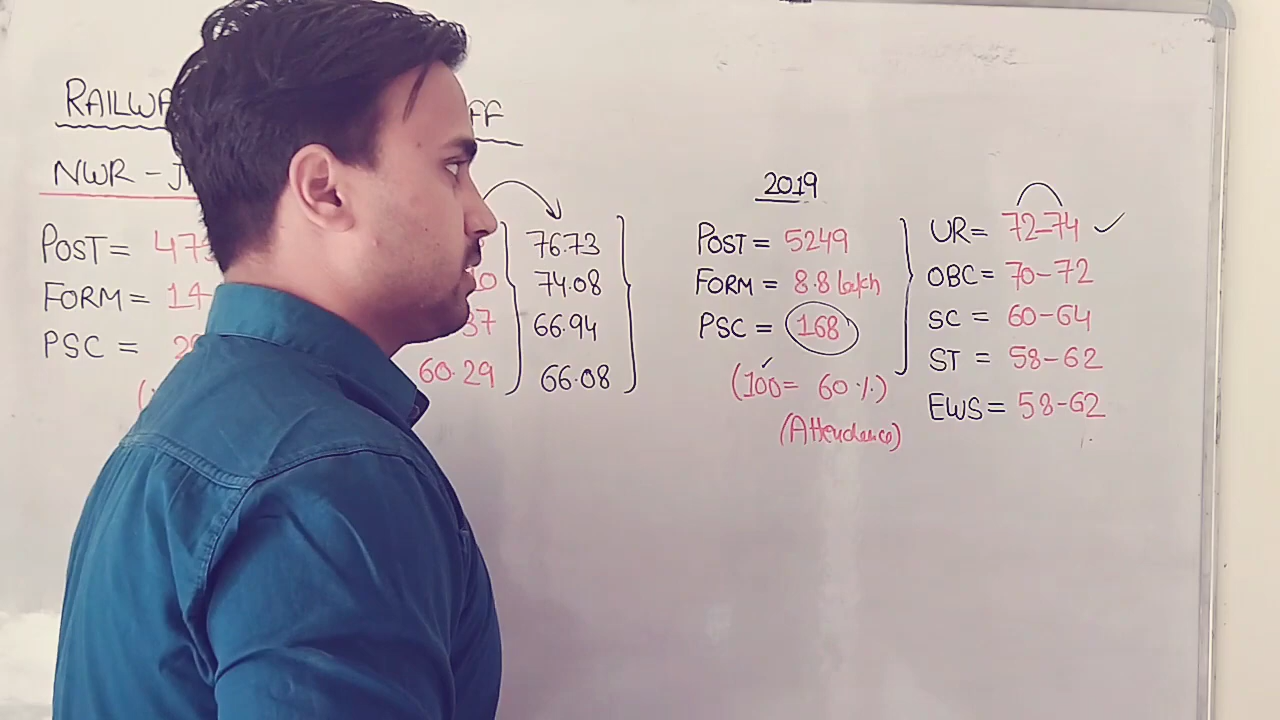 RAILWA FF
NWR - J
POST = 47
FORM = 14
PSC =
0
37
60.29
76.73
74.08
66.94
66.08
2019
POST = 5249
FORM = 8.8 lakh
PSC = 168
(100 = 60 %)
(Attendance)
UR = 72-74 ✓
OBC = 70-72
SC = 60-64
ST = 58-62
EWS = 58-62